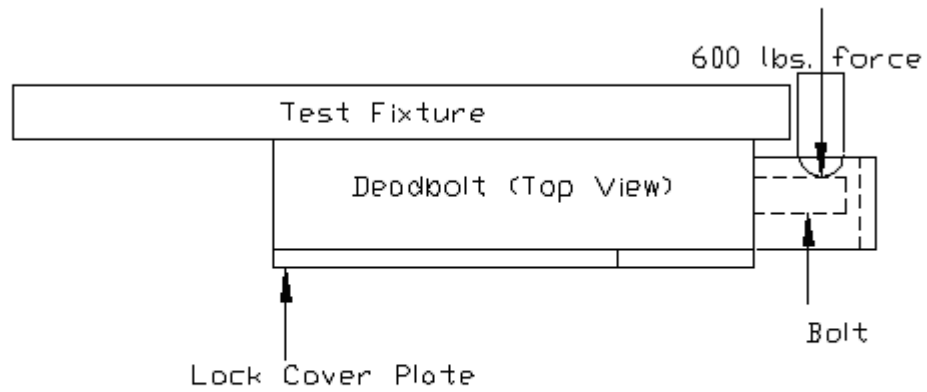 600 lbs. force
Test Fixture
Deadbolt (Top View)
Bolt
Lock Cover Plate